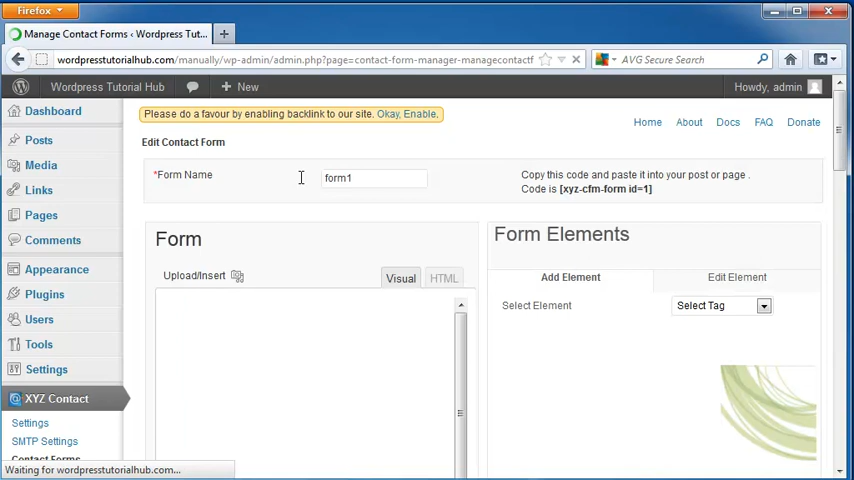 Firefox
Manage Contact Forms ‹ WordPress Tut...
wordpresstutorialhub.com/manually/wp-admin/admin.php?page=contact-form-manager-managecontactf
AVG Secure Search
Wordpress Tutorial Hub
New
Howdy, admin
Dashboard
Posts
Media
Links
Pages
Comments
Appearance
Plugins
Users
Tools
Settings
XYZ Contact
Settings
SMTP Settings
Contact Forms
Please do a favour by enabling backlink to our site. Okay, Enable.
Home About Docs FAQ Donate
Edit Contact Form
*Form Name
form1
Copy this code and paste it into your post or page .
Code is [xyz-cfm-form id=1]
Form
Upload/Insert
Visual HTML
Form Elements
Add Element Edit Element
Select Element
Select Tag
Waiting for wordpresstutorialhub.com...